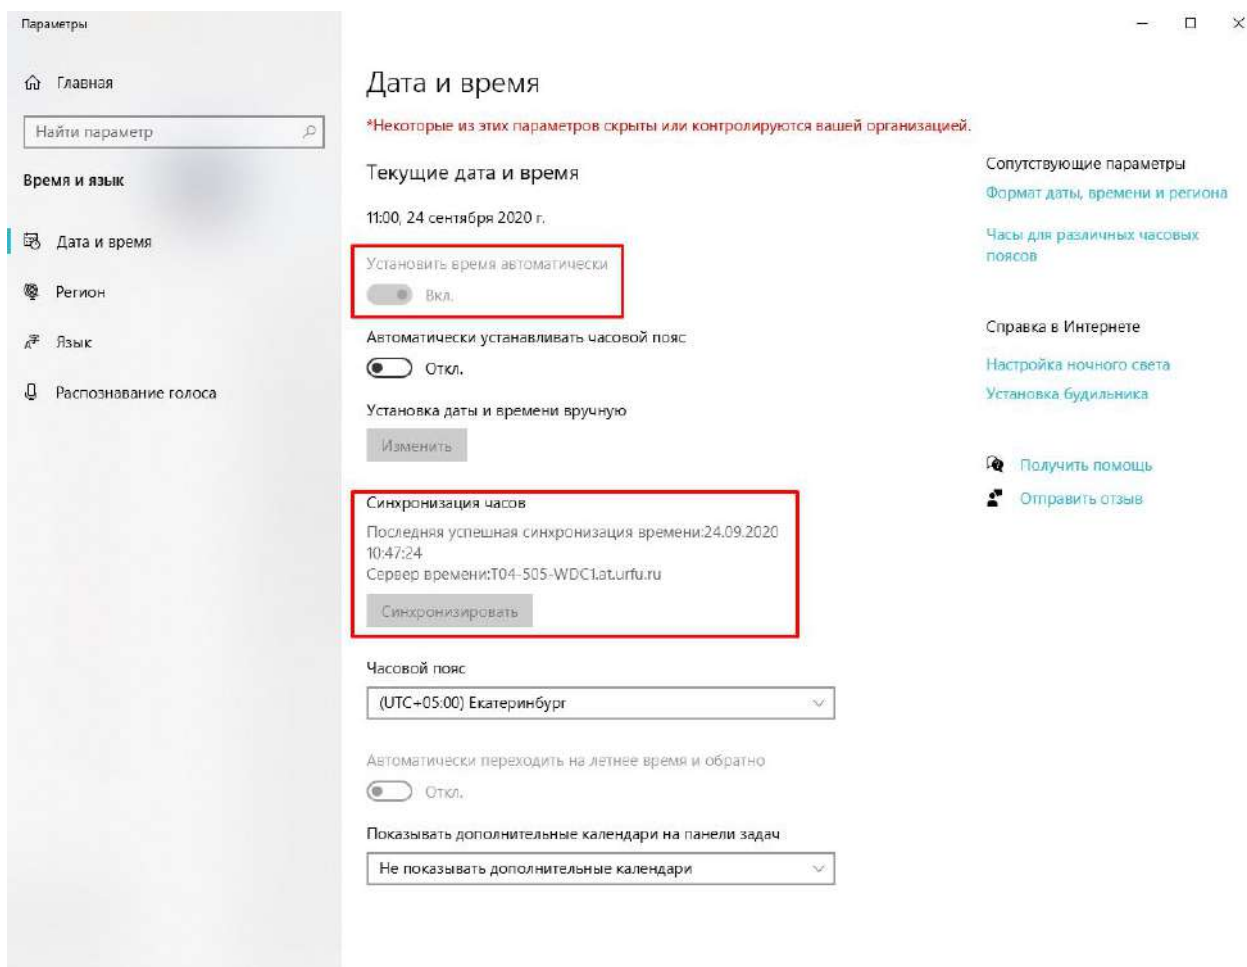 Параметры
Главная
Найти параметр
Время и язык
Дата и время
Регион
Язык
Распознавание голоса
Дата и время
*Некоторые из этих параметров скрыты или контролируются вашей организацией.
Текущие дата и время
11:00, 24 сентября 2020 г.
Установить время автоматически
Вкл.
Автоматически устанавливать часовой пояс
Откл.
Установка даты и времени вручную
Изменить
Синхронизация часов
Последняя успешная синхронизация времени:24.09.2020
10:47:24
Сервер времени:T04-505-WDC1.at.urfu.ru
Синхронизировать
Часовой пояс
(UTC+05:00) Екатеринбург
Автоматически переходить на летнее время и обратно
Откл.
Показывать дополнительные календари на панели задач
Не показывать дополнительные календари
Сопутствующие параметры
Формат даты, времени и региона
Часы для различных часовых
поясов
Справка в Интернете
Настройка ночного света
Установка будильника
Получить помощь
Отправить отзыв